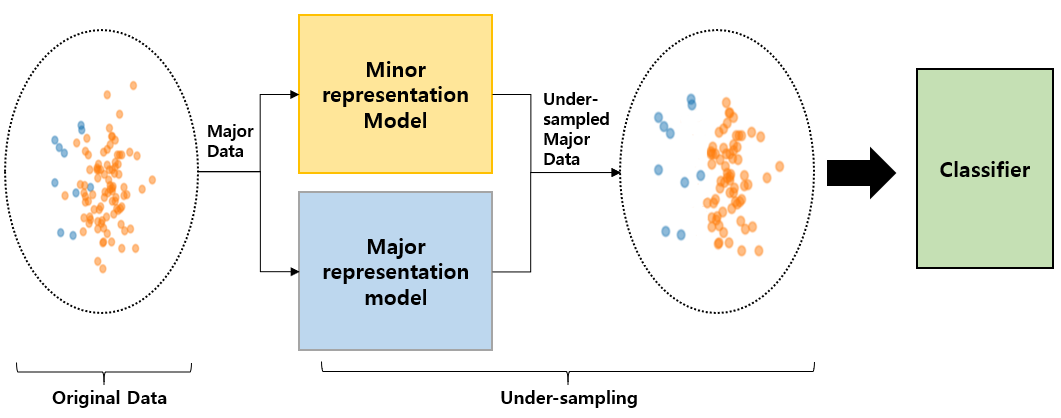 Major
Data
Minor
representation
Model
Major
representation
model
Under-
sampled
Major
Data
Classifier
Original Data
Under-sampling